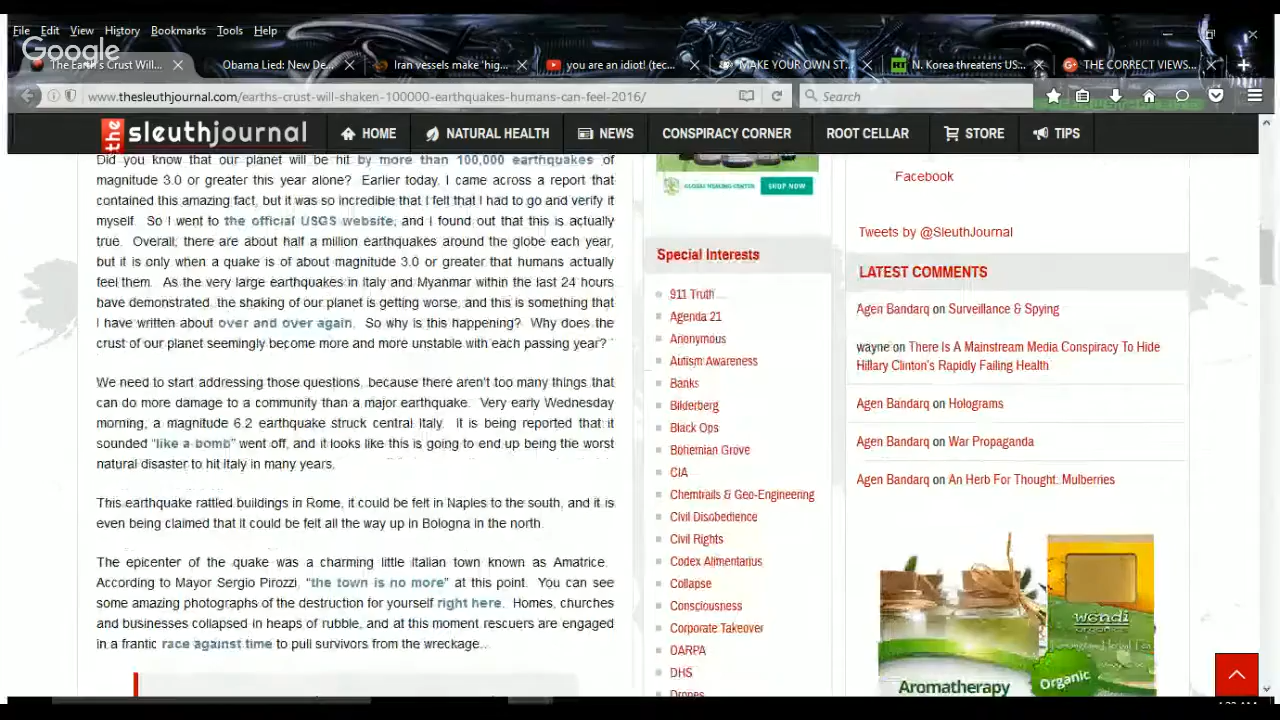 File Edit View History Bookmarks Tools Help
Google
The Earth's Crust Will...
Obama Lied: New De...
Iran vessels make 'hig...
you are an idiot! (tec...
MAKE YOUR OWN ST...
N. Korea threatens US...
THE CORRECT VIEWS...
www.thesleuthjournal.com/earths-crust-will-shaken-100000-earthquakes-humans-can-feel-2016/
Search
the sleuthjournal
HOME
NATURAL HEALTH
NEWS
CONSPIRACY CORNER
ROOT CELLAR
STORE
TIPS
Did you know that our planet will be hit by more than 100,000 earthquakes of
magnitude 3.0 or greater this year alone? Earlier today, I came across a report that
contained this amazing fact, but it was so incredible that I felt that I had to go and verify it
myself. So I went to the official USGS website, and I found out that this is actually
true. Overall, there are about half a million earthquakes around the globe each year,
but it is only when a quake is of about magnitude 3.0 or greater that humans actually
feel them. As the very large earthquakes in Italy and Myanmar within the last 24 hours
have demonstrated, the shaking of our planet is getting worse, and this is something that
I have written about over and over again. So why is this happening? Why does the
crust of our planet seemingly become more and more unstable with each passing year?
We need to start addressing those questions, because there aren't too many things that
can do more damage to a community than a major earthquake. Very early Wednesday
morning, a magnitude 6.2 earthquake struck central Italy. It is being reported that it
sounded "like a bomb" went off, and it looks like this is going to end up being the worst
natural disaster to hit Italy in many years.
This earthquake rattled buildings in Rome, it could be felt in Naples to the south, and it is
even being claimed that it could be felt all the way up in Bologna in the north.
The epicenter of the quake was a charming little Italian town known as Amatrice.
According to Mayor Sergio Pirozzi, "the town is no more" at this point. You can see
some amazing photographs of the destruction for yourself right here. Homes, churches
and businesses collapsed in heaps of rubble, and at this moment rescuers are engaged
in a frantic race against time to pull survivors from the wreckage..
GLOBAL HEALING CENTER
SHOP NOW
Special Interests
911 Truth
Agenda 21
Anonymous
Autism Awareness
Banks
Bilderberg
Black Ops
Bohemian Grove
CIA
Chemtrails & Geo-Engineering
Civil Disobedience
Civil Rights
Codex Alimentarius
Collapse
Consciousness
Corporate Takeover
DARPA
DHS
Drones
Facebook
Tweets by @SleuthJournal
LATEST COMMENTS
Agen Bandarq on Surveillance & Spying
wayne on There Is A Mainstream Media Conspiracy To Hide
Hillary Clinton's Rapidly Failing Health
Agen Bandarq on Holograms
Agen Bandarq on War Propaganda
Agen Bandarq on An Herb For Thought: Mulberries
wendi
Aromatherapy
Organic